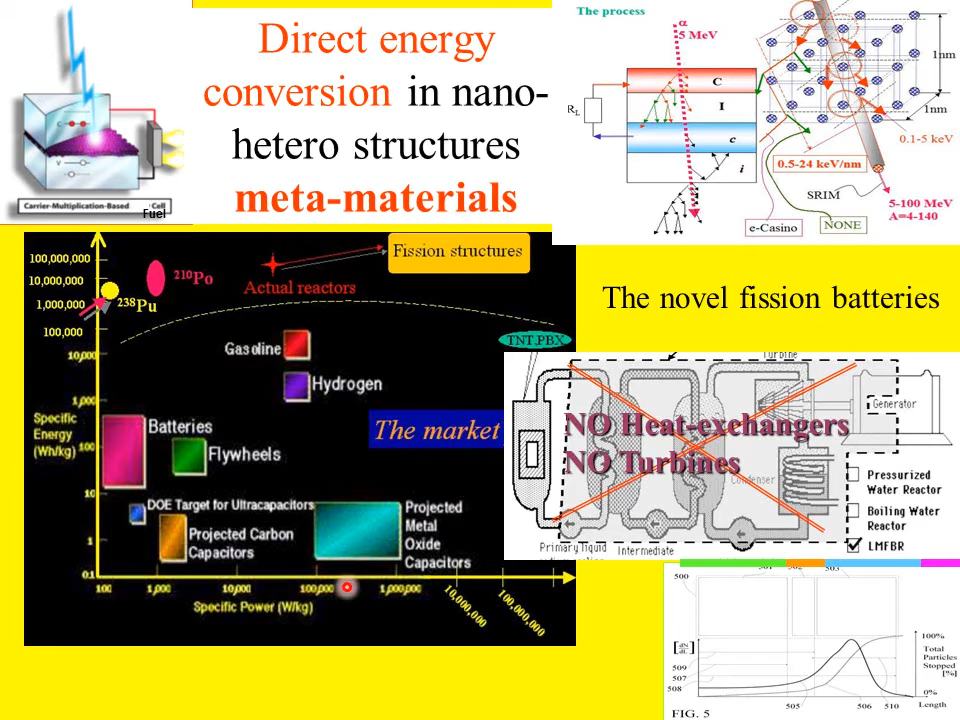 Direct energy
conversion in nano-
hetero structures
meta-materials
Carrier-Multiplication-Based
Cell
Fuel
The process
α
5 MeV
C
I
c
i
R_L
1nm
1nm
0.1-5 keV
0.5-24 keV/nm
SRIM
5-100 MeV
A=4-140
e-Casino
NONE
The novel fission batteries
100,000,000
10,000,000
1,000,000
100,000
10,000
1,000
100
10
1
0.1
Specific
Energy
(Wh/kg)
210Po
238Pu
Actual reactors
Fission structures
TNT.PBX
Gasoline
Hydrogen
The market
Batteries
Flywheels
DOE Target for Ultracapacitors
Projected Carbon
Capacitors
Projected
Metal
Oxide
Capacitors
100
1,000
10,000
100,000
1,000,000
10,000,000
100,000,000
Specific Power (W/kg)
Turbine
Generator
NO Heat-exchangers
NO Turbines
Condenser
Pressurized
Water Reactor
Boiling Water
Reactor
LMFBR
Primary liquid
Intermediate
500
501
502
503
100%
Total
Particles
Stopped
[%]
0%
Length
509
507
508
505
506
510
FIG. 5